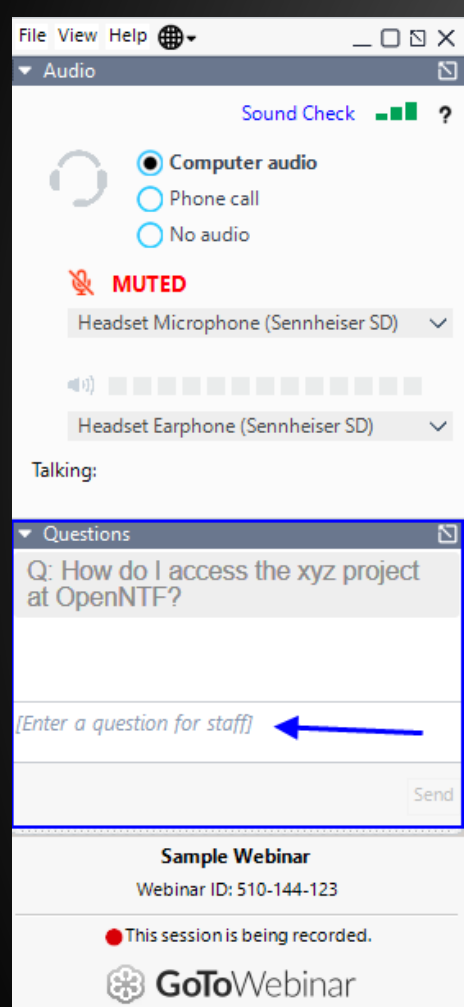 File View Help
Audio
Sound Check ?
Computer audio
Phone call
No audio
MUTED
Headset Microphone (Sennheiser SD)
Headset Earphone (Sennheiser SD)
Talking:
Questions
Q: How do I access the xyz project
at OpenNTF?
[Enter a question for staff]
Send
Sample Webinar
Webinar ID: 510-144-123
This session is being recorded.
GoToWebinar